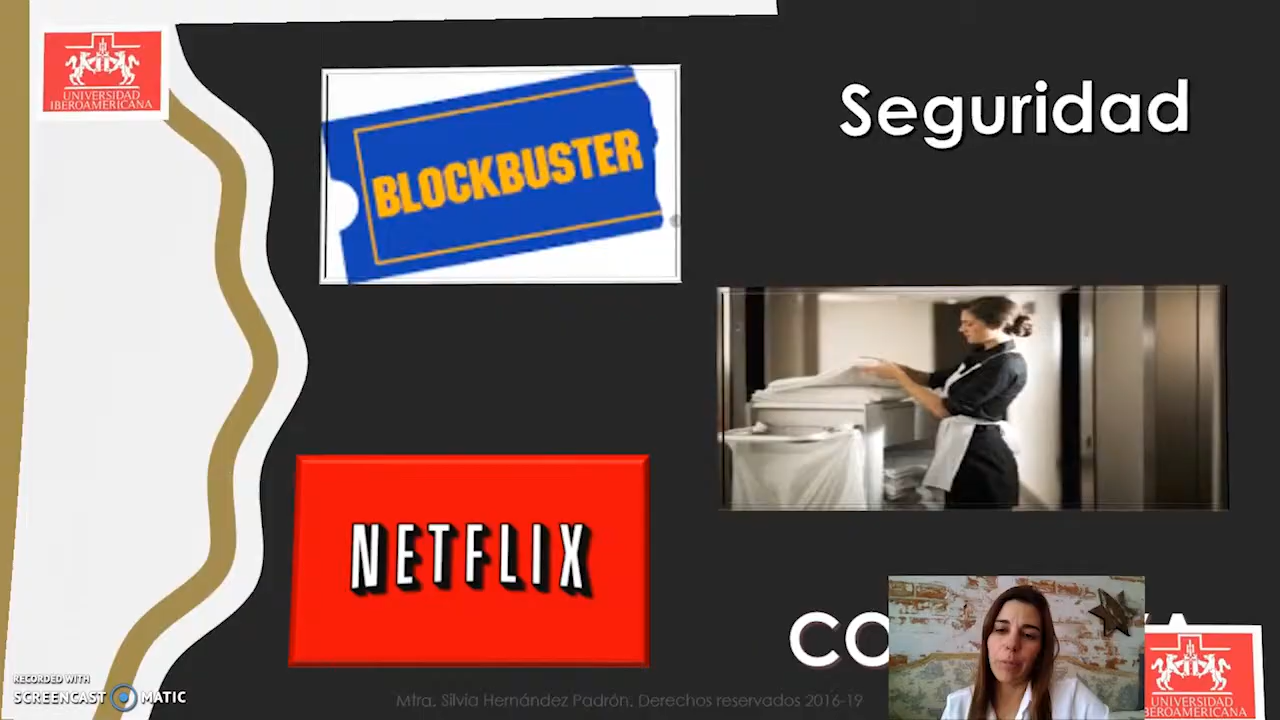 UNIVERSIDAD
IBEROAMERICANA
BLOCKBUSTER
Seguridad
NETFLIX
RECORDED WITH
SCREENCAST MATIC
Mtra. Silvia Hernández Padrón. Derechos reservados 2016-19
UNIVERSIDAD
IBEROAMERICANA